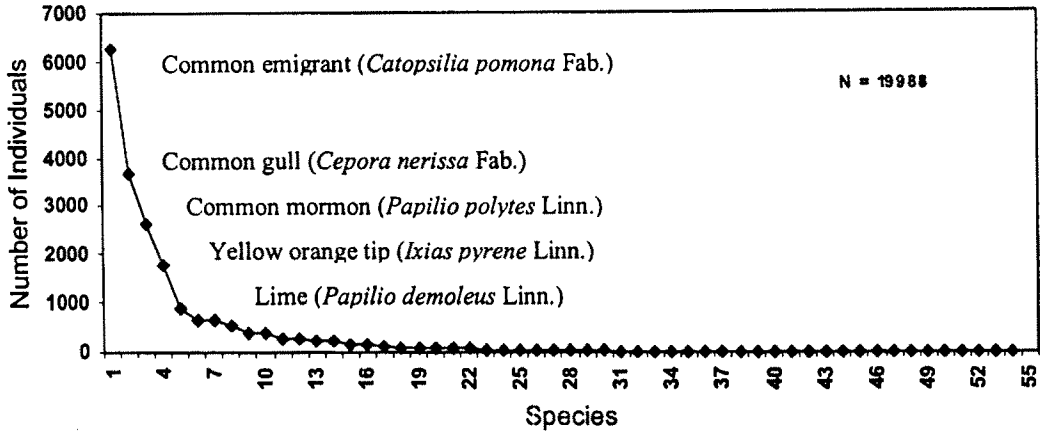 7000
6000
5000
4000
3000
2000
1000
0
Number of Individuals
Common emigrant (Catopsilia pomona Fab.)
N = 19988
Common gull (Cepora nerissa Fab.)
Common mormon (Papilio polytes Linn.)
Yellow orange tip (Ixias pyrene Linn.)
Lime (Papilio demoleus Linn.)
1 4 7 10 13 16 19 22 25 28 31 34 37 40 43 46 49 52 55
Species